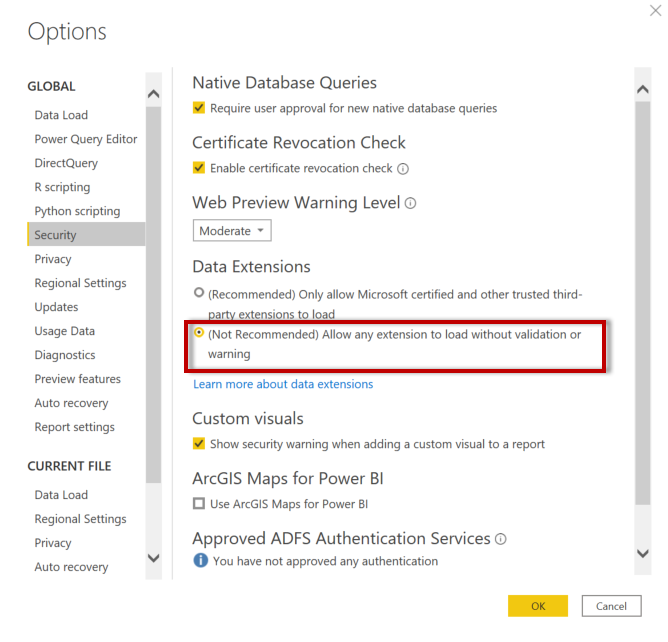 Options
GLOBAL
Data Load
Power Query Editor
DirectQuery
R scripting
Python scripting
Security
Privacy
Regional Settings
Updates
Usage Data
Diagnostics
Preview features
Auto recovery
Report settings
CURRENT FILE
Data Load
Regional Settings
Privacy
Auto recovery
Native Database Queries
Require user approval for new native database queries
Certificate Revocation Check
Enable certificate revocation check
Web Preview Warning Level
Moderate
Data Extensions
(Recommended) Only allow Microsoft certified and other trusted third-
party extensions to load
(Not Recommended) Allow any extension to load without validation or
warning
Learn more about data extensions
Custom visuals
Show security warning when adding a custom visual to a report
ArcGIS Maps for Power BI
Use ArcGIS Maps for Power BI
Approved ADFS Authentication Services
You have not approved any authentication
OK
Cancel